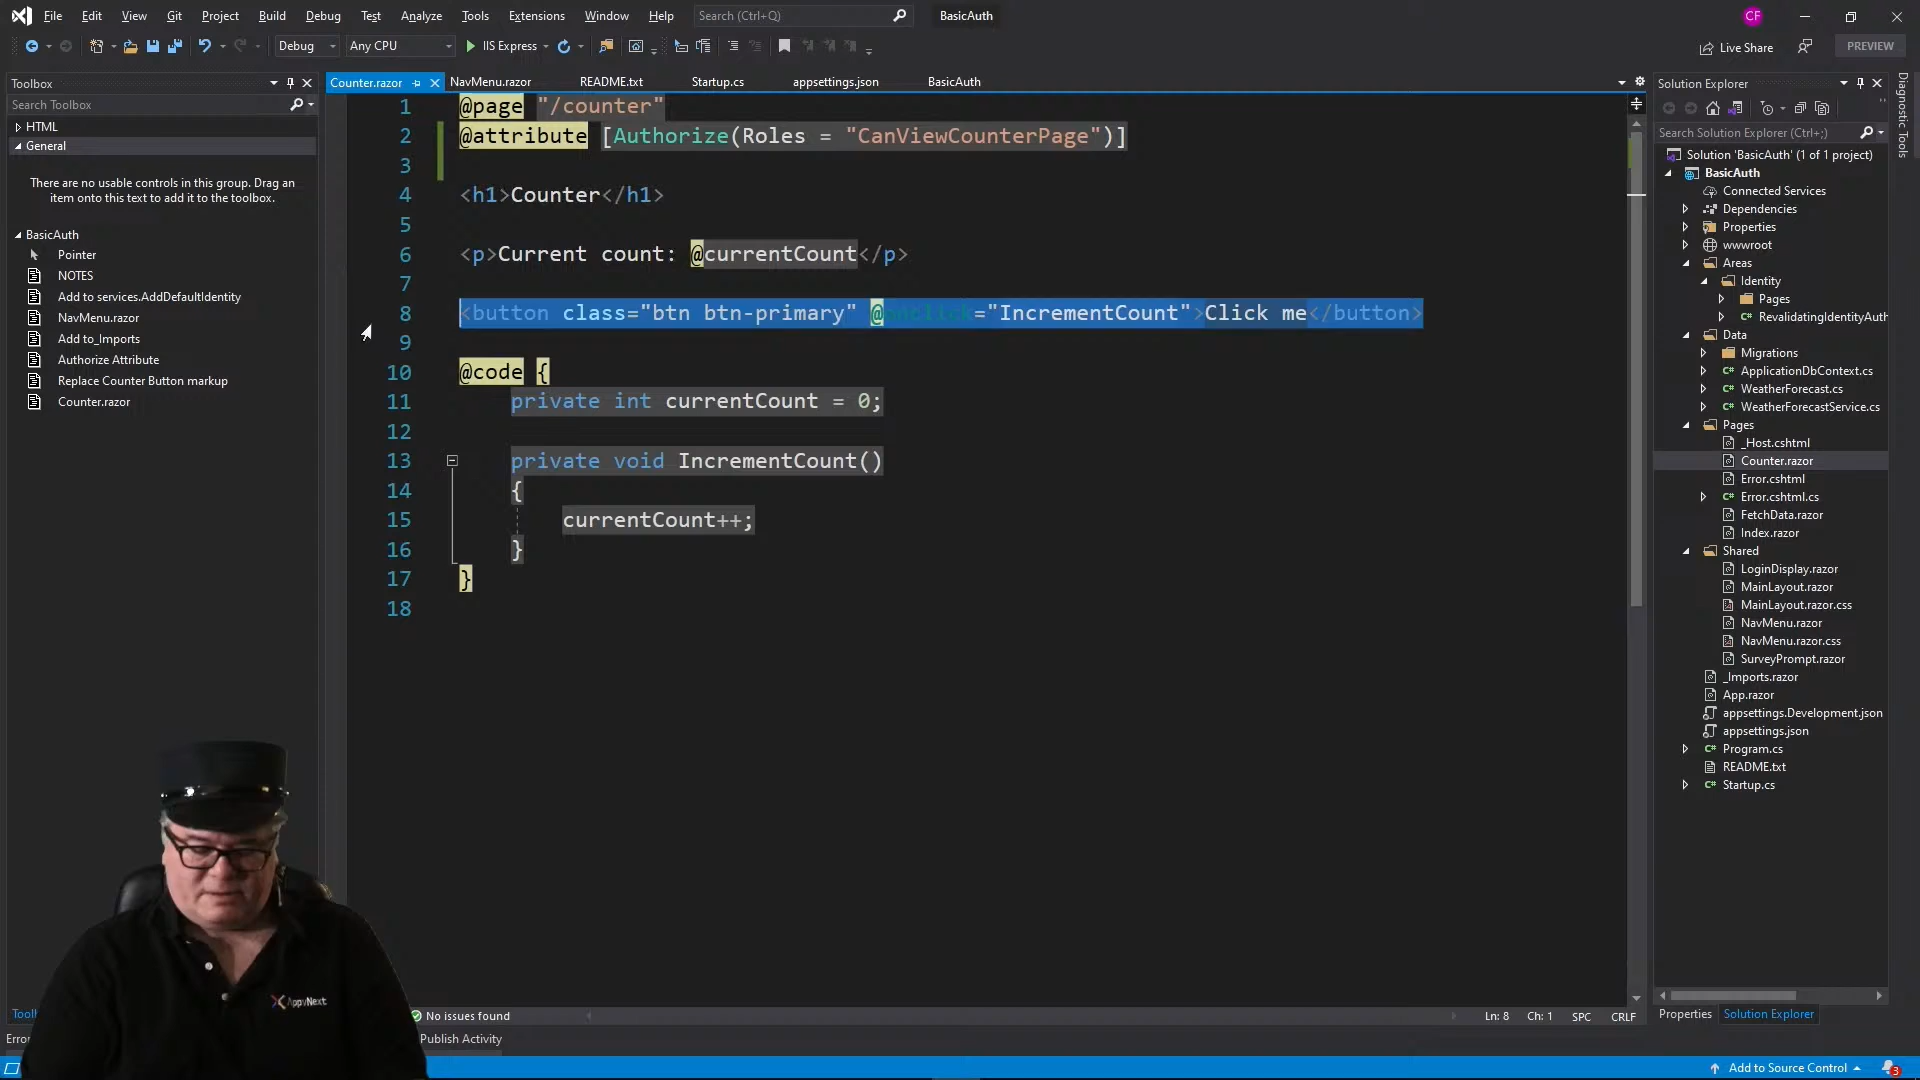 File Edit View Git Project Build Debug Test Analyze Tools Extensions Window Help Search (Ctrl+Q) BasicAuth CF
Debug Any CPU IIS Express Live Share PREVIEW
Toolbox
Search Toolbox
HTML
General
There are no usable controls in this group. Drag an
item onto this text to add it to the toolbox.
BasicAuth
Pointer
NOTES
Add to services.AddDefaultIdentity
NavMenu.razor
Add to_Imports
Authorize Attribute
Replace Counter Button markup
Counter.razor
Counter.razor NavMenu.razor README.txt Startup.cs appsettings.json BasicAuth
1 @page "/counter"
2 @attribute [Authorize(Roles = "CanViewCounterPage")]
3
4 <h1>Counter</h1>
5
6 <p>Current count: @currentCount</p>
7
8 <button class="btn btn-primary" @onclick="IncrementCount">Click me</button>
9
10 @code {
11 private int currentCount = 0;
12
13 private void IncrementCount()
14 {
15 currentCount++;
16 }
17 }
18
No issues found Ln: 8 Ch: 1 SPC CRLF
Publish Activity
AppvNext
Solution Explorer
Search Solution Explorer (Ctrl+;)
Solution 'BasicAuth' (1 of 1 project)
BasicAuth
Connected Services
Dependencies
Properties
wwwroot
Areas
Identity
Pages
RevalidatingIdentityAuth
Data
Migrations
ApplicationDbContext.cs
WeatherForecast.cs
WeatherForecastService.cs
Pages
_Host.cshtml
Counter.razor
Error.cshtml
Error.cshtml.cs
FetchData.razor
Index.razor
Shared
LoginDisplay.razor
MainLayout.razor
MainLayout.razor.css
NavMenu.razor
NavMenu.razor.css
SurveyPrompt.razor
_Imports.razor
App.razor
appsettings.Development.json
appsettings.json
Program.cs
README.txt
Startup.cs
Properties Solution Explorer
Diagnostic Tools
Add to Source Control 3